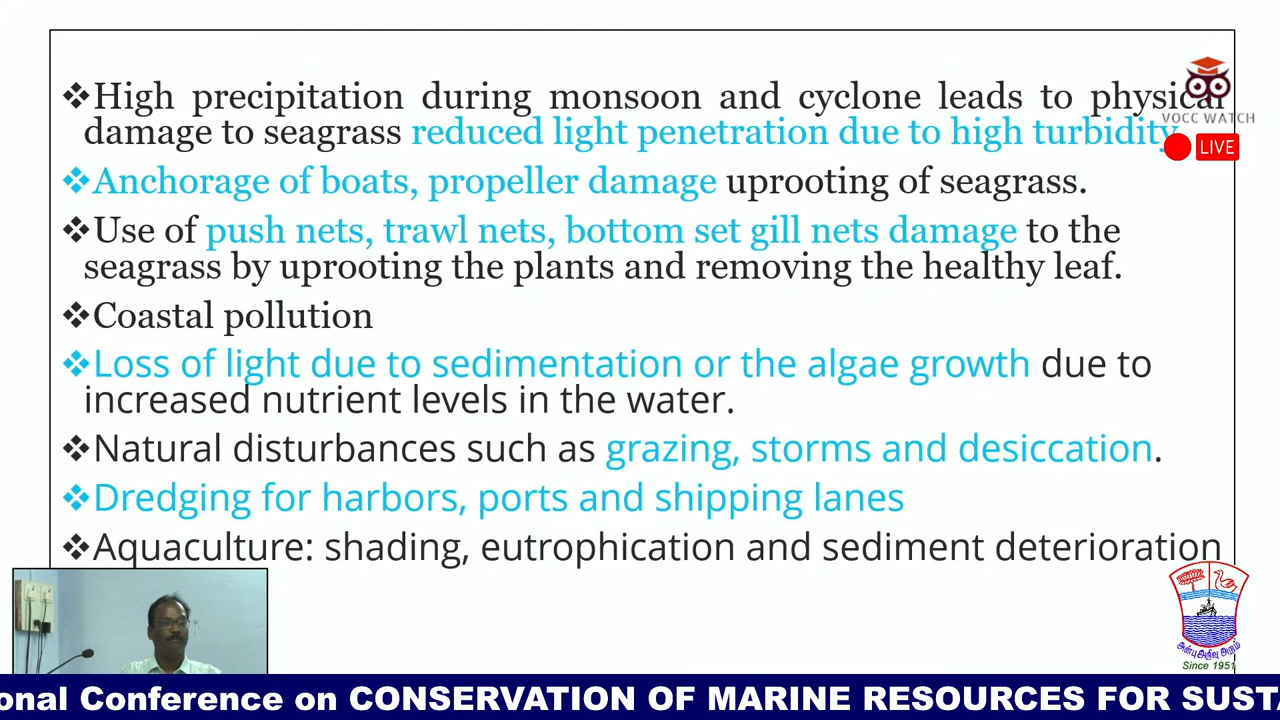 ❖High precipitation during monsoon and cyclone leads to physical
damage to seagrass reduced light penetration due to high turbidity.
❖Anchorage of boats, propeller damage uprooting of seagrass.
❖Use of push nets, trawl nets, bottom set gill nets damage to the
seagrass by uprooting the plants and removing the healthy leaf.
❖Coastal pollution
❖Loss of light due to sedimentation or the algae growth due to
increased nutrient levels in the water.
❖Natural disturbances such as grazing, storms and desiccation.
❖Dredging for harbors, ports and shipping lanes
❖Aquaculture: shading, eutrophication and sediment deterioration
VOCC WATCH
LIVE
அன்பு அறிவு அருள்
Since 1951
onal Conference on CONSERVATION OF MARINE RESOURCES FOR SUSTA